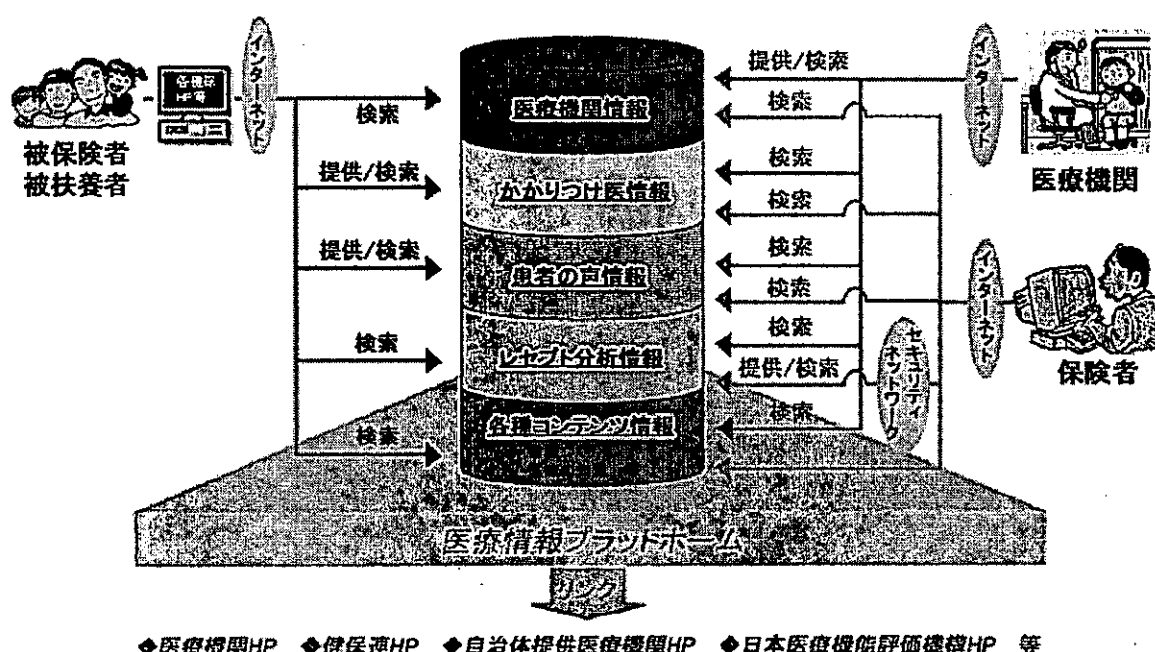 インターネット
各健保
HP等
被保険者
被扶養者
検索
提供/検索
提供/検索
検索
検索
医療機関情報
かかりつけ医情報
患者の声情報
レセプト分析情報
各種コンテンツ情報
提供/検索
検索
検索
検索
検索
検索
検索
提供/検索
検索
インターネット
医療機関
インターネット
保険者
セキュリティ
ネットワーク
医療情報プラットホーム
リンク
◆医療機関HP ◆健保連HP ◆自治体提供医療機関HP ◆日本医療機能評価機構HP 等